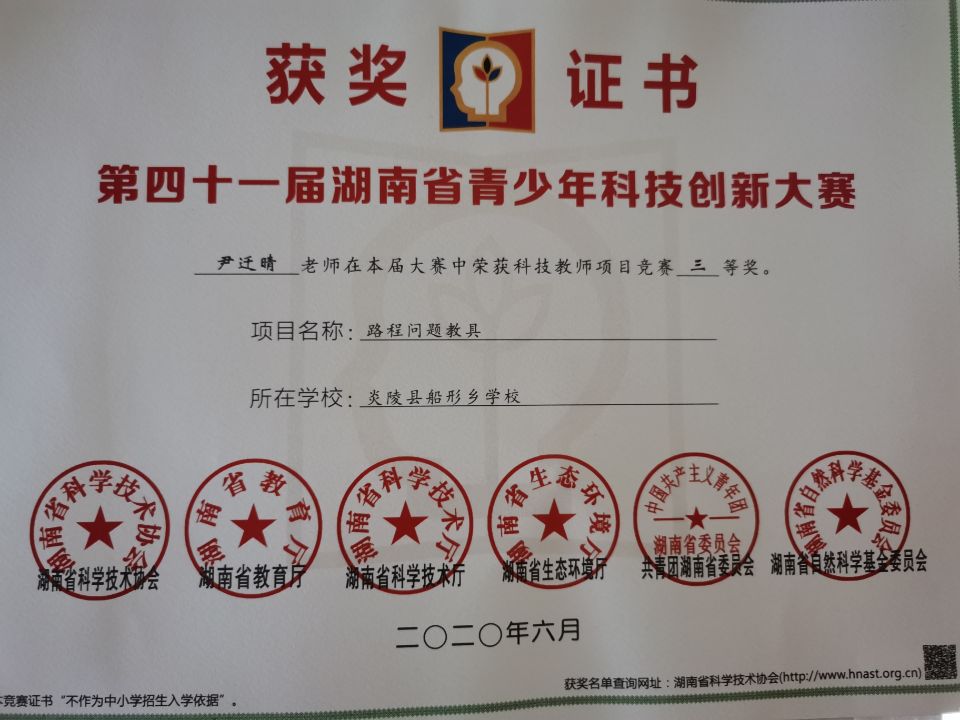 获奖 证书
第四十一届湖南省青少年科技创新大赛
尹迁晴 老师在本届大赛中荣获科技教师项目竞赛 三 等奖。
项目名称：路程问题教具
所在学校：炎陵县船形乡学校
湖南省科学技术协会 湖南省教育厅 湖南省科学技术厅 湖南省生态环境厅 中国共产主义青年团 湖南省委员会 湖南省自然科学基金委员会
湖南省科学技术协会 湖南省教育厅 湖南省科学技术厅 湖南省生态环境厅 共青团湖南省委员会 湖南省自然科学基金委员会
二〇二〇年六月
获奖名单查询网址：湖南省科学技术协会(http://www.hnast.org.cn)
竞赛证书“不作为中小学招生入学依据”。